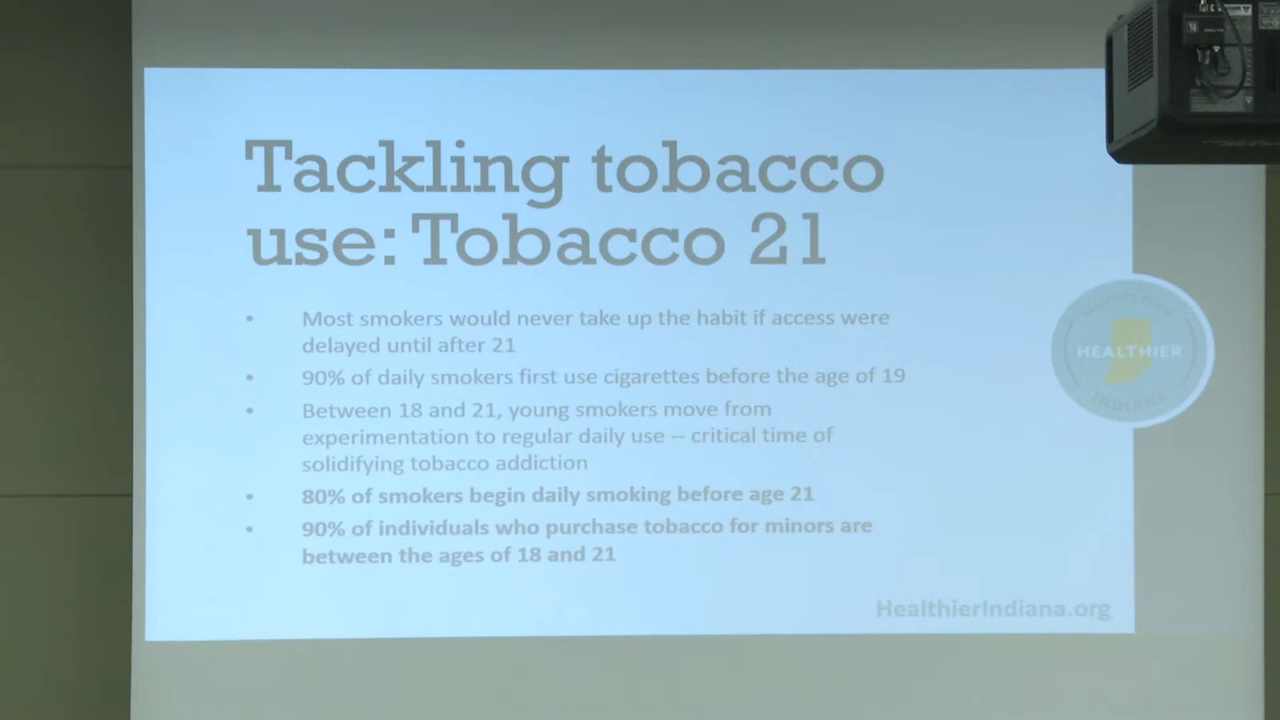 Tackling tobacco
use: Tobacco 21
• Most smokers would never take up the habit if access were
delayed until after 21
• 90% of daily smokers first use cigarettes before the age of 19
• Between 18 and 21, young smokers move from
experimentation to regular daily use -- critical time of
solidifying tobacco addiction
• 80% of smokers begin daily smoking before age 21
• 90% of individuals who purchase tobacco for minors are
between the ages of 18 and 21
HEALTHIER
INDIANA
HealthierIndiana.org